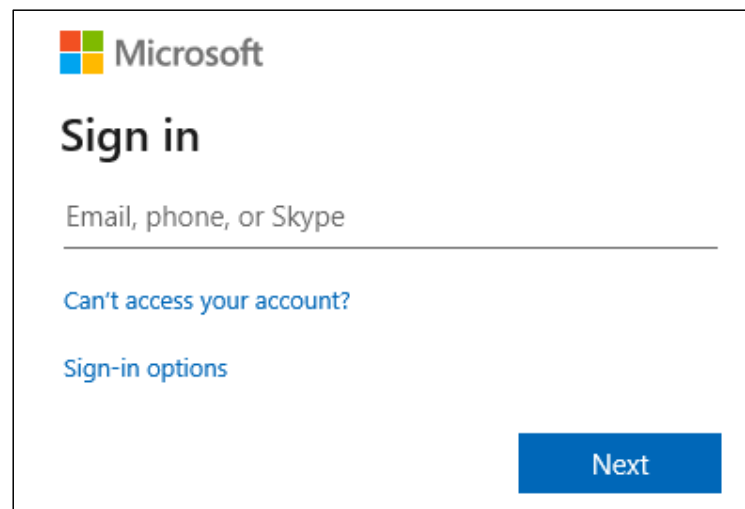 Microsoft
Sign in
Email, phone, or Skype
Can't access your account?
Sign-in options
Next